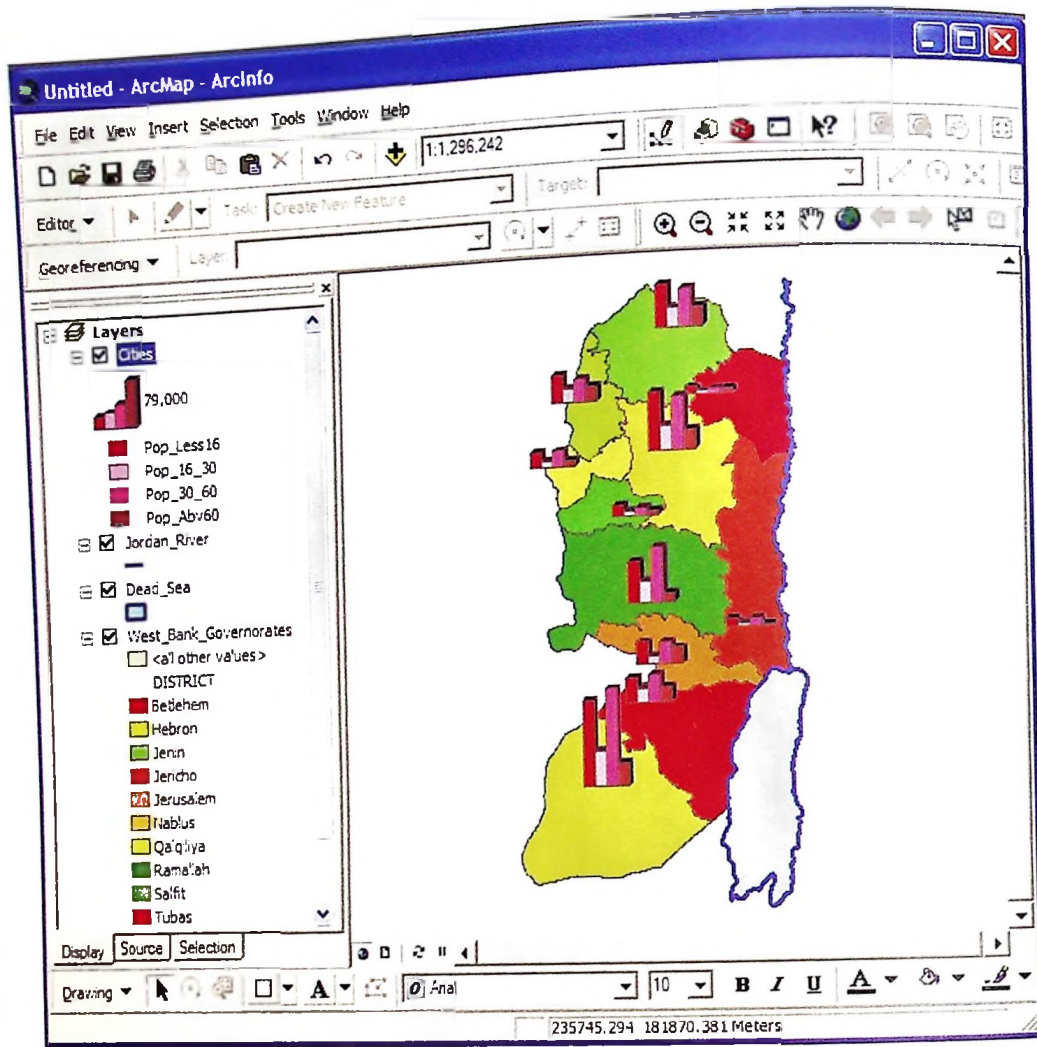 Untitled - ArcMap - ArcInfo
File Edit View Insert Selection Tools Window Help
1:1,296,242
Editor Task: Create New Feature Target:
Georeferencing Layer:
Layers
Cities
79,000
Pop_Less16
Pop_16_30
Pop_30_60
Pop_Abv60
Jordan_River
Dead_Sea
West_Bank_Governorates
<all other values>
DISTRICT
Betlehem
Hebron
Jenin
Jericho
Jerusalem
Nablus
Qalqiliya
Ramallah
Salfit
Tubas
Display Source Selection
Drawing A Arial 10 B I U A
235745.294 181870.381 Meters